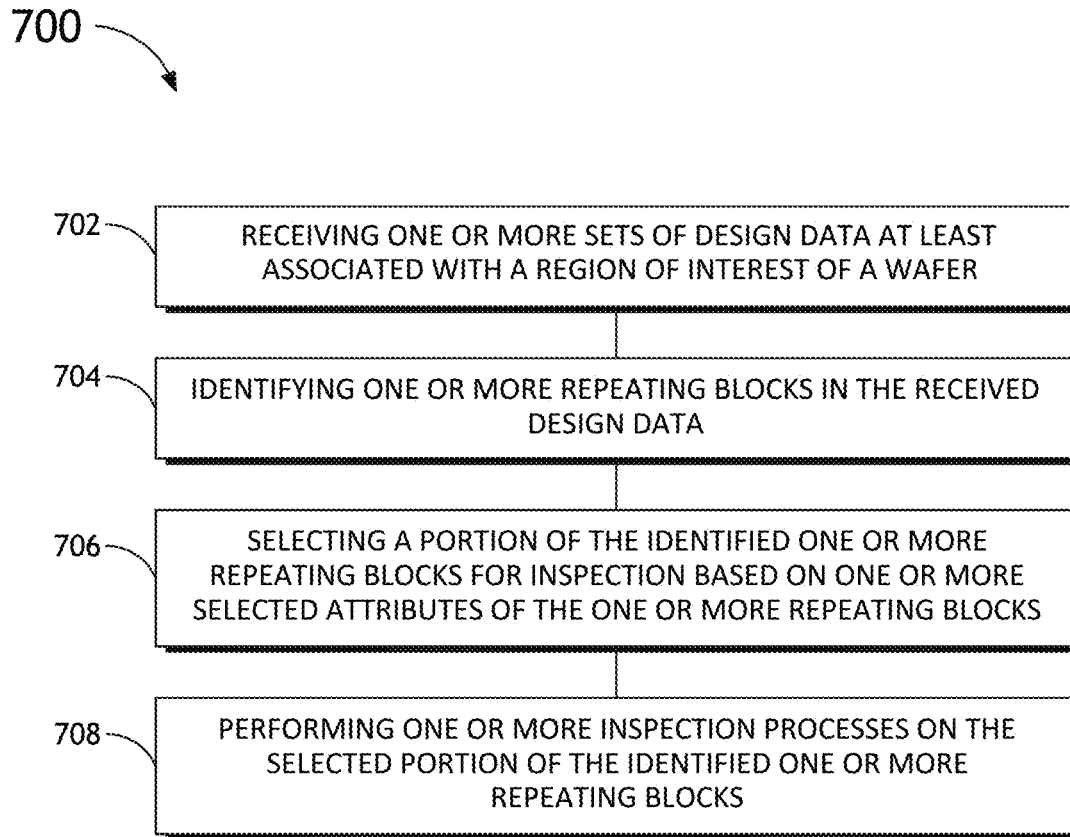 700
702
RECEIVING ONE OR MORE SETS OF DESIGN DATA AT LEAST
ASSOCIATED WITH A REGION OF INTEREST OF A WAFER
704
IDENTIFYING ONE OR MORE REPEATING BLOCKS IN THE RECEIVED
DESIGN DATA
706
SELECTING A PORTION OF THE IDENTIFIED ONE OR MORE
REPEATING BLOCKS FOR INSPECTION BASED ON ONE OR MORE
SELECTED ATTRIBUTES OF THE ONE OR MORE REPEATING BLOCKS
708
PERFORMING ONE OR MORE INSPECTION PROCESSES ON THE
SELECTED PORTION OF THE IDENTIFIED ONE OR MORE
REPEATING BLOCKS